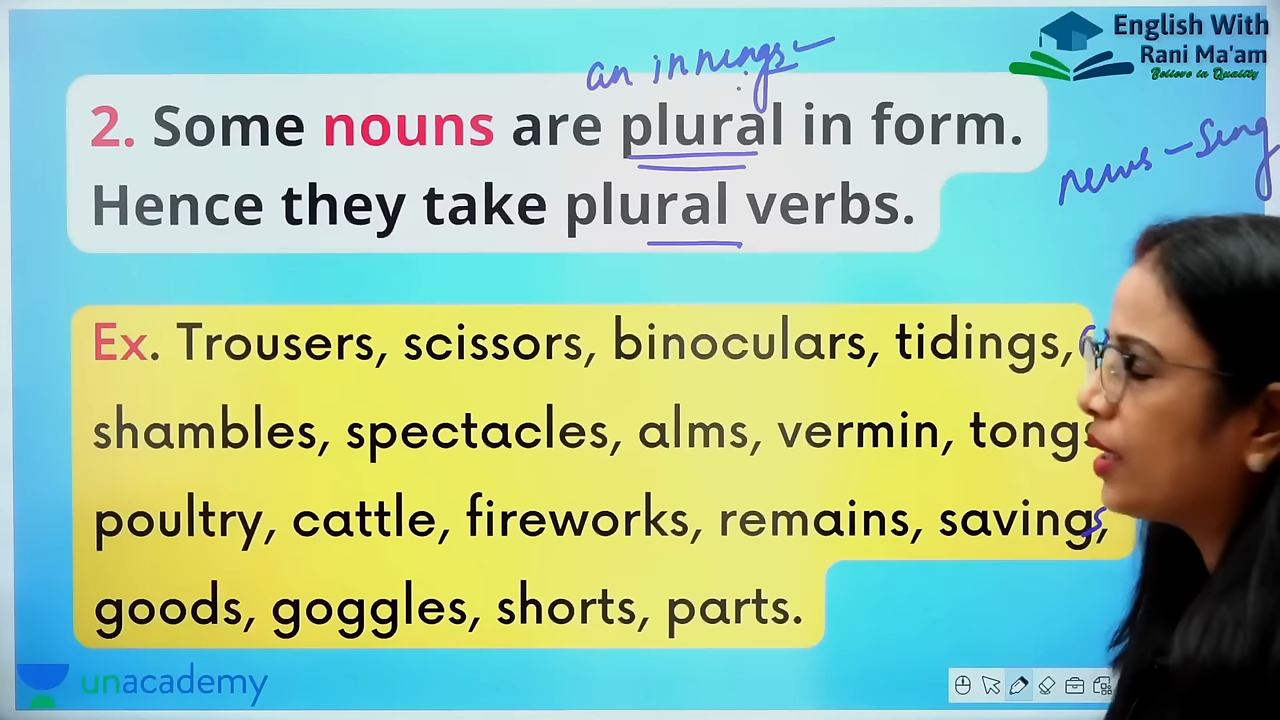 English With
Rani Ma'am
Believe in Quality
an innings
2. Some nouns are plural in form.
news - Sing
Hence they take plural verbs.
Ex. Trousers, scissors, binoculars, tidings,
shambles, spectacles, alms, vermin, tongs
poultry, cattle, fireworks, remains, savings,
goods, goggles, shorts, parts.
unacademy